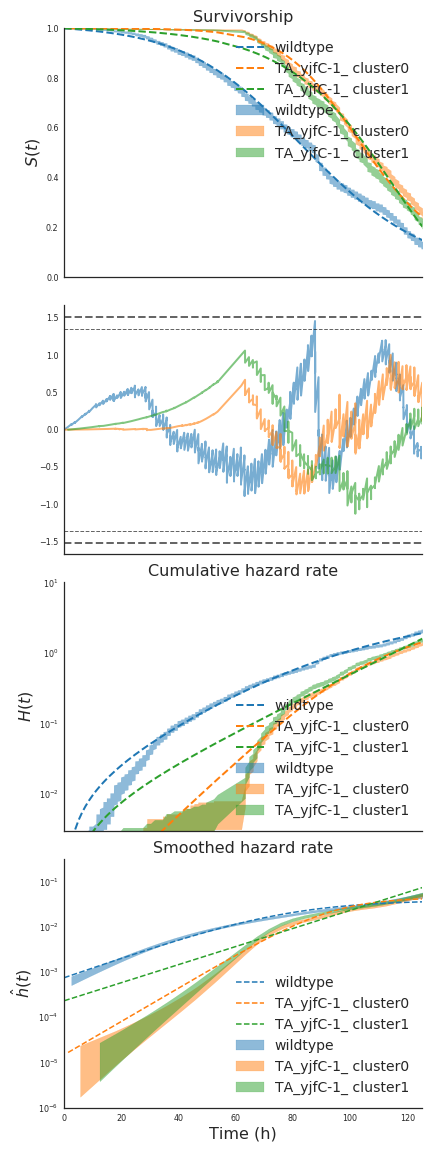 Survivorship
1.0
0.8
0.6
0.4
0.2
0.0
S(t)
wildtype
TA_yjfC-1_ cluster0
TA_yjfC-1_ cluster1
wildtype
TA_yjfC-1_ cluster0
TA_yjfC-1_ cluster1
1.5
1.0
0.5
0.0
−0.5
−1.0
−1.5
Cumulative hazard rate
10¹
10⁰
10⁻¹
10⁻²
H(t)
wildtype
TA_yjfC-1_ cluster0
TA_yjfC-1_ cluster1
wildtype
TA_yjfC-1_ cluster0
TA_yjfC-1_ cluster1
Smoothed hazard rate
10⁻¹
10⁻²
10⁻³
10⁻⁴
10⁻⁵
10⁻⁶
ĥ(t)
wildtype
TA_yjfC-1_ cluster0
TA_yjfC-1_ cluster1
wildtype
TA_yjfC-1_ cluster0
TA_yjfC-1_ cluster1
0 20 40 60 80 100 120
Time (h)